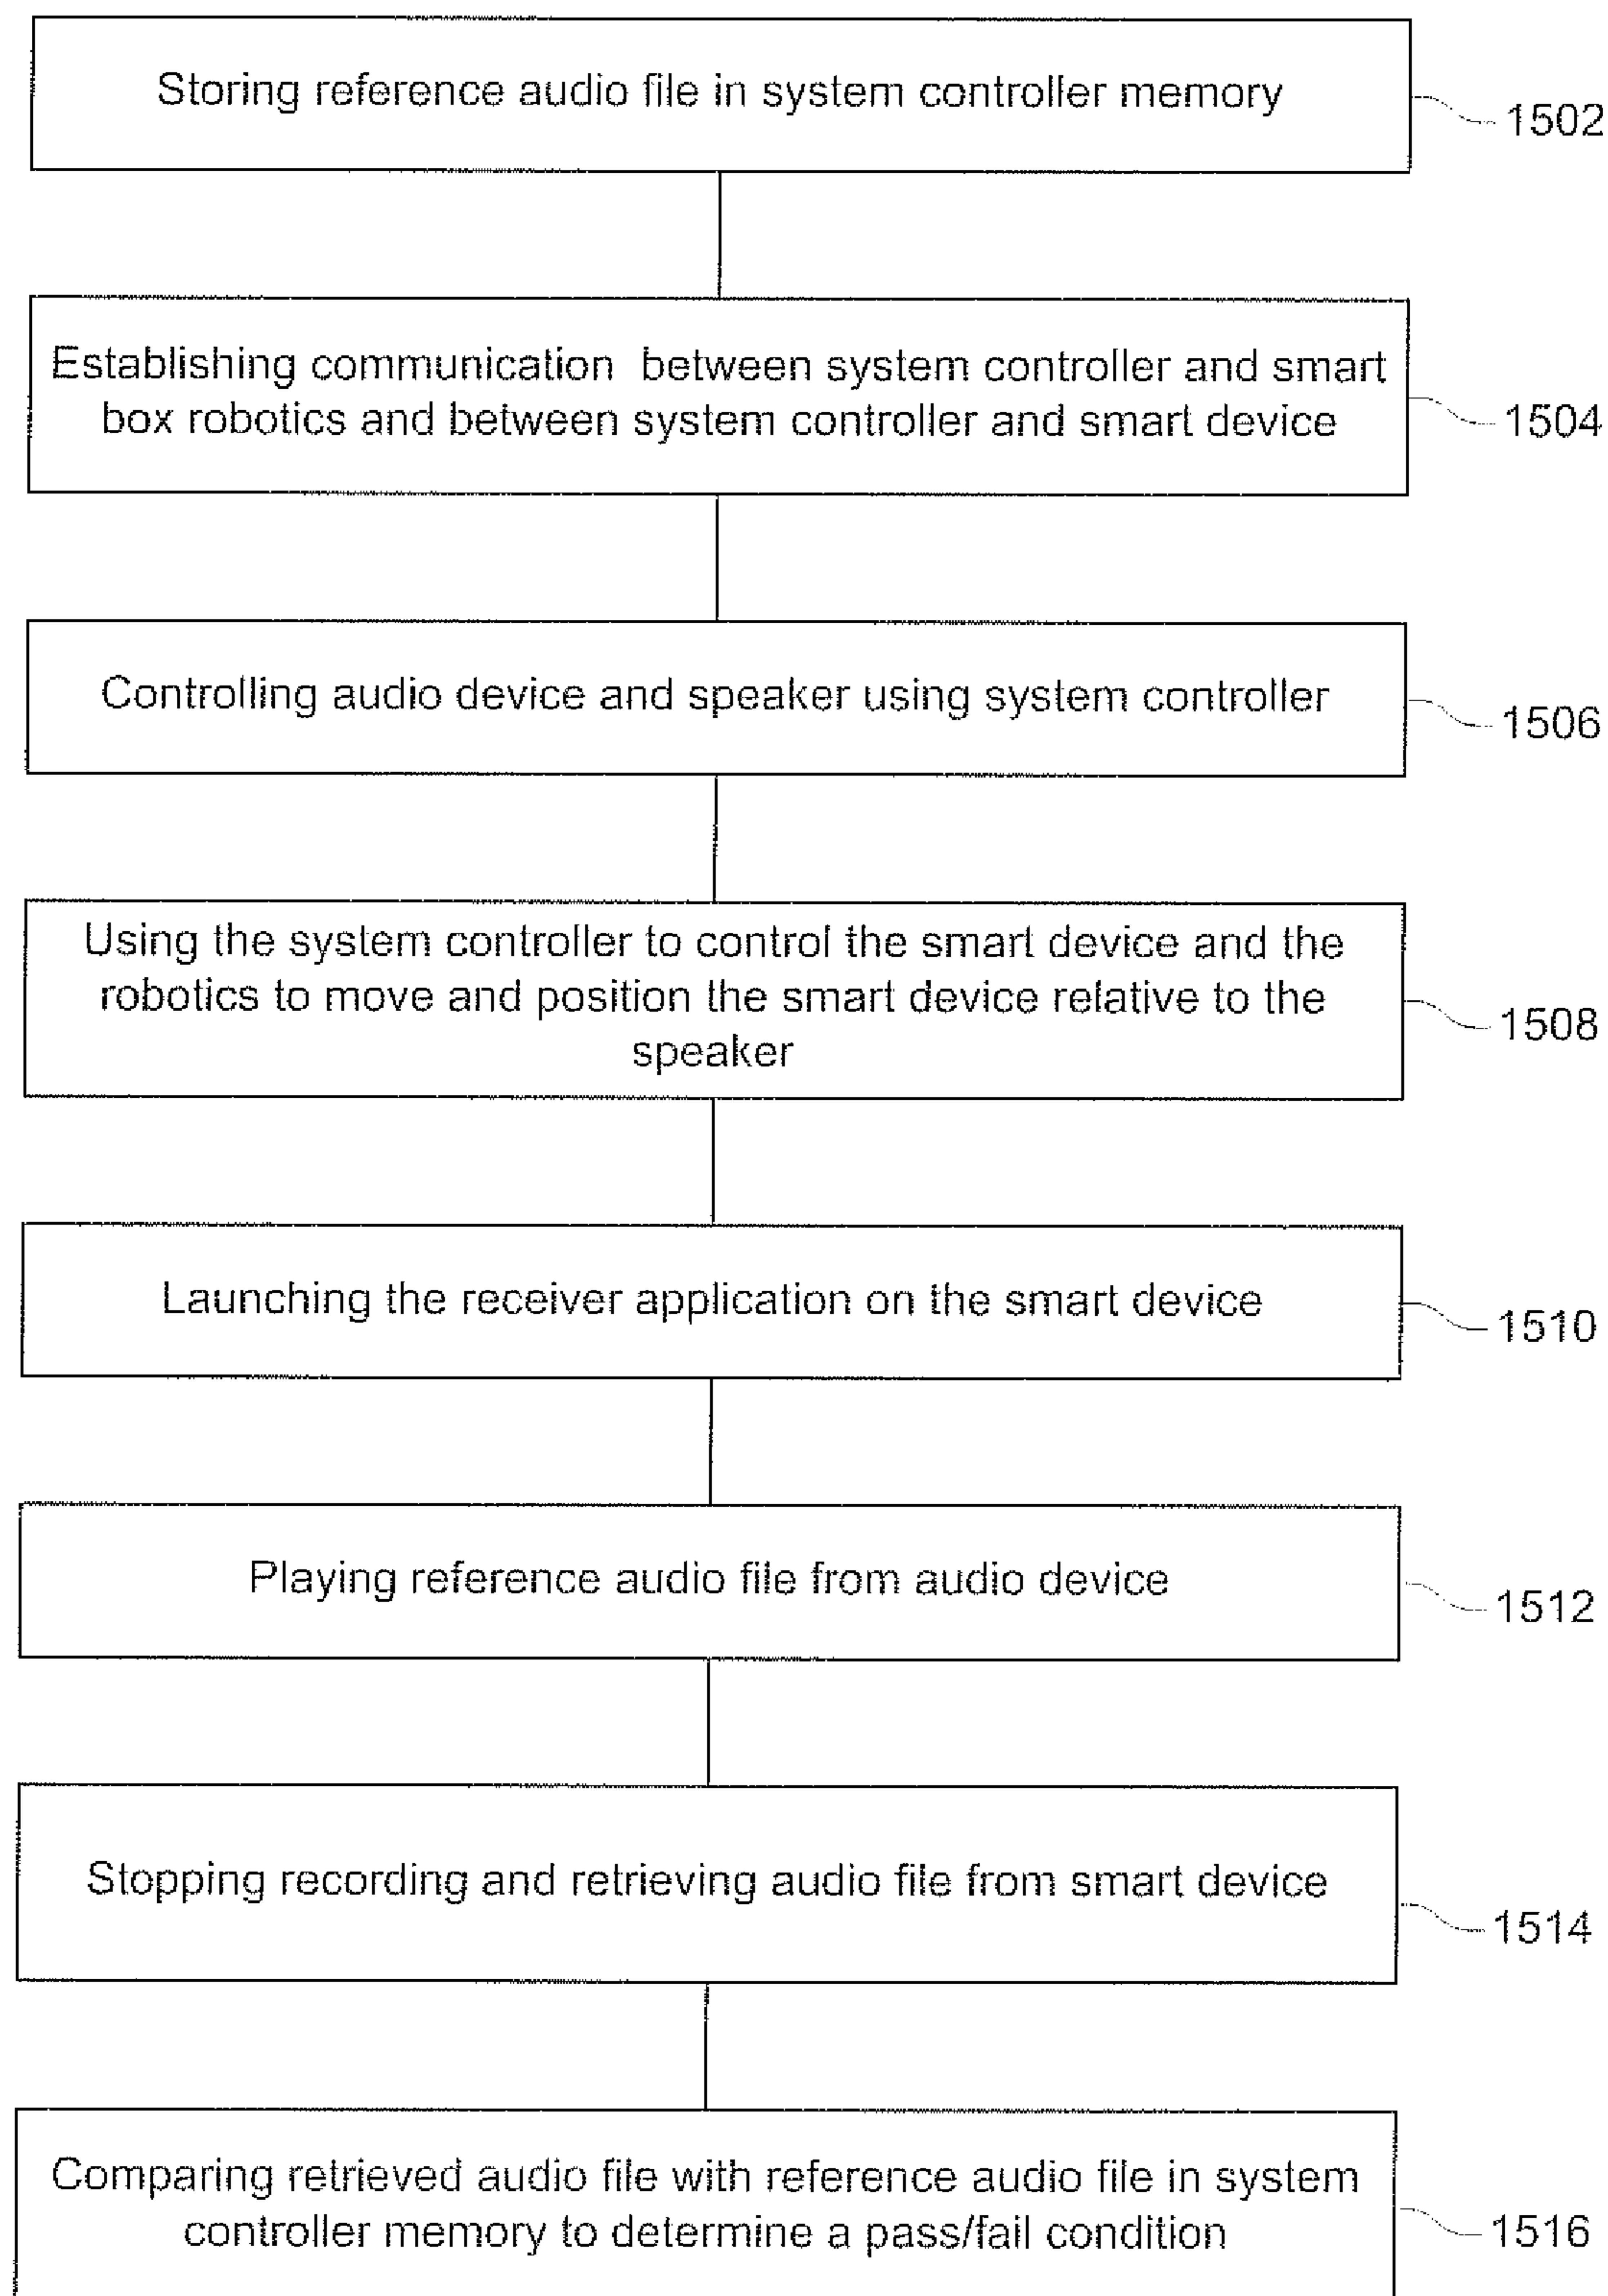 Storing reference audio file in system controller memory
1502
Establishing communication between system controller and smart
box robotics and between system controller and smart device
1504
Controlling audio device and speaker using system controller
1506
Using the system controller to control the smart device and the
robotics to move and position the smart device relative to the
speaker
1508
Launching the receiver application on the smart device
1510
Playing reference audio file from audio device
1512
Stopping recording and retrieving audio file from smart device
1514
Comparing retrieved audio file with reference audio file in system
controller memory to determine a pass/fail condition
1516